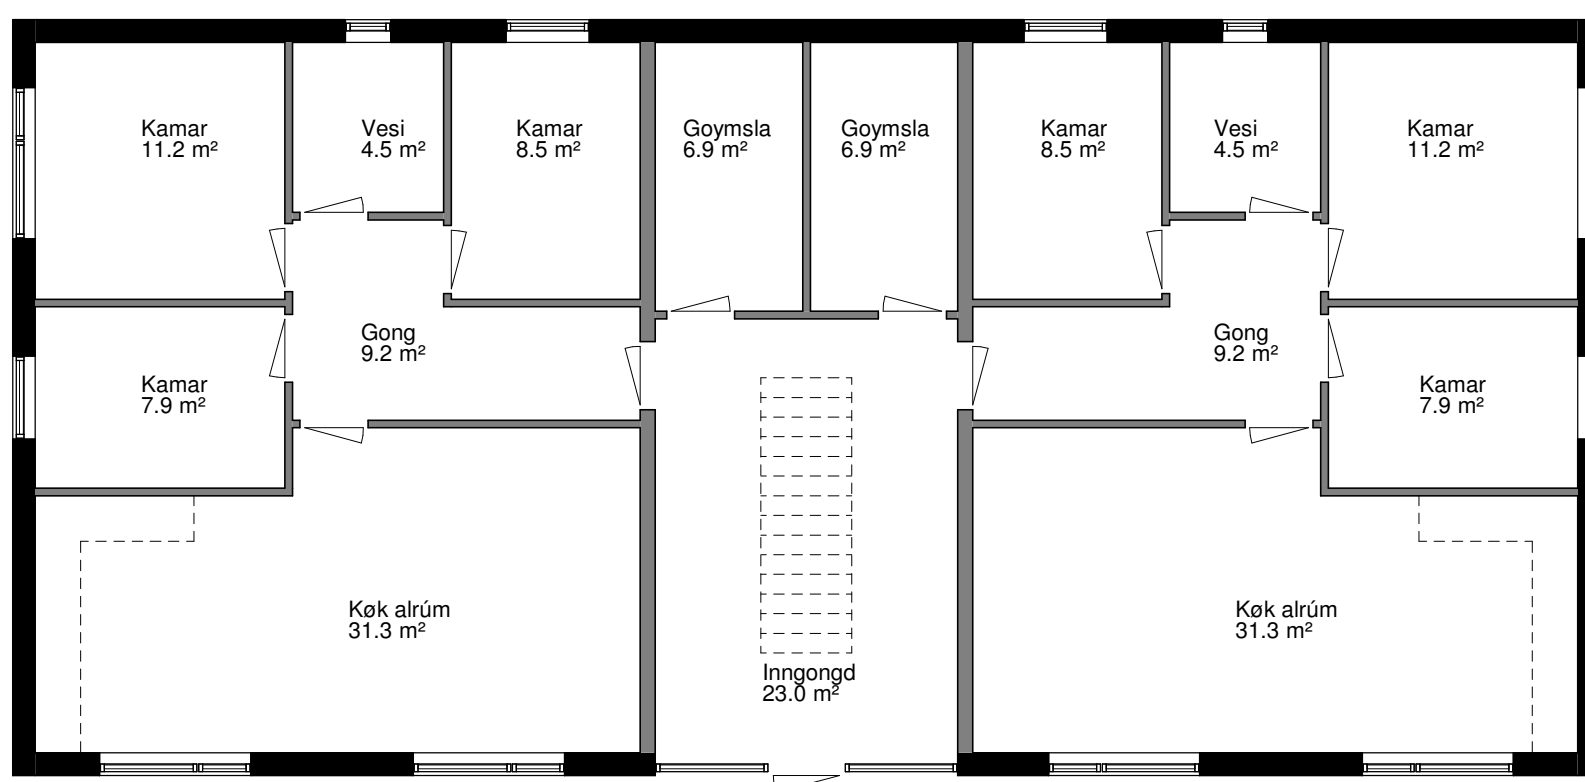 Kamar
11.2 m²
Vesi
4.5 m²
Kamar
8.5 m²
Goymsla
6.9 m²
Goymsla
6.9 m²
Kamar
8.5 m²
Vesi
4.5 m²
Kamar
11.2 m²
Gong
9.2 m²
Gong
9.2 m²
Kamar
7.9 m²
Kamar
7.9 m²
Køk alrúm
31.3 m²
Køk alrúm
31.3 m²
Inngongd
23.0 m²